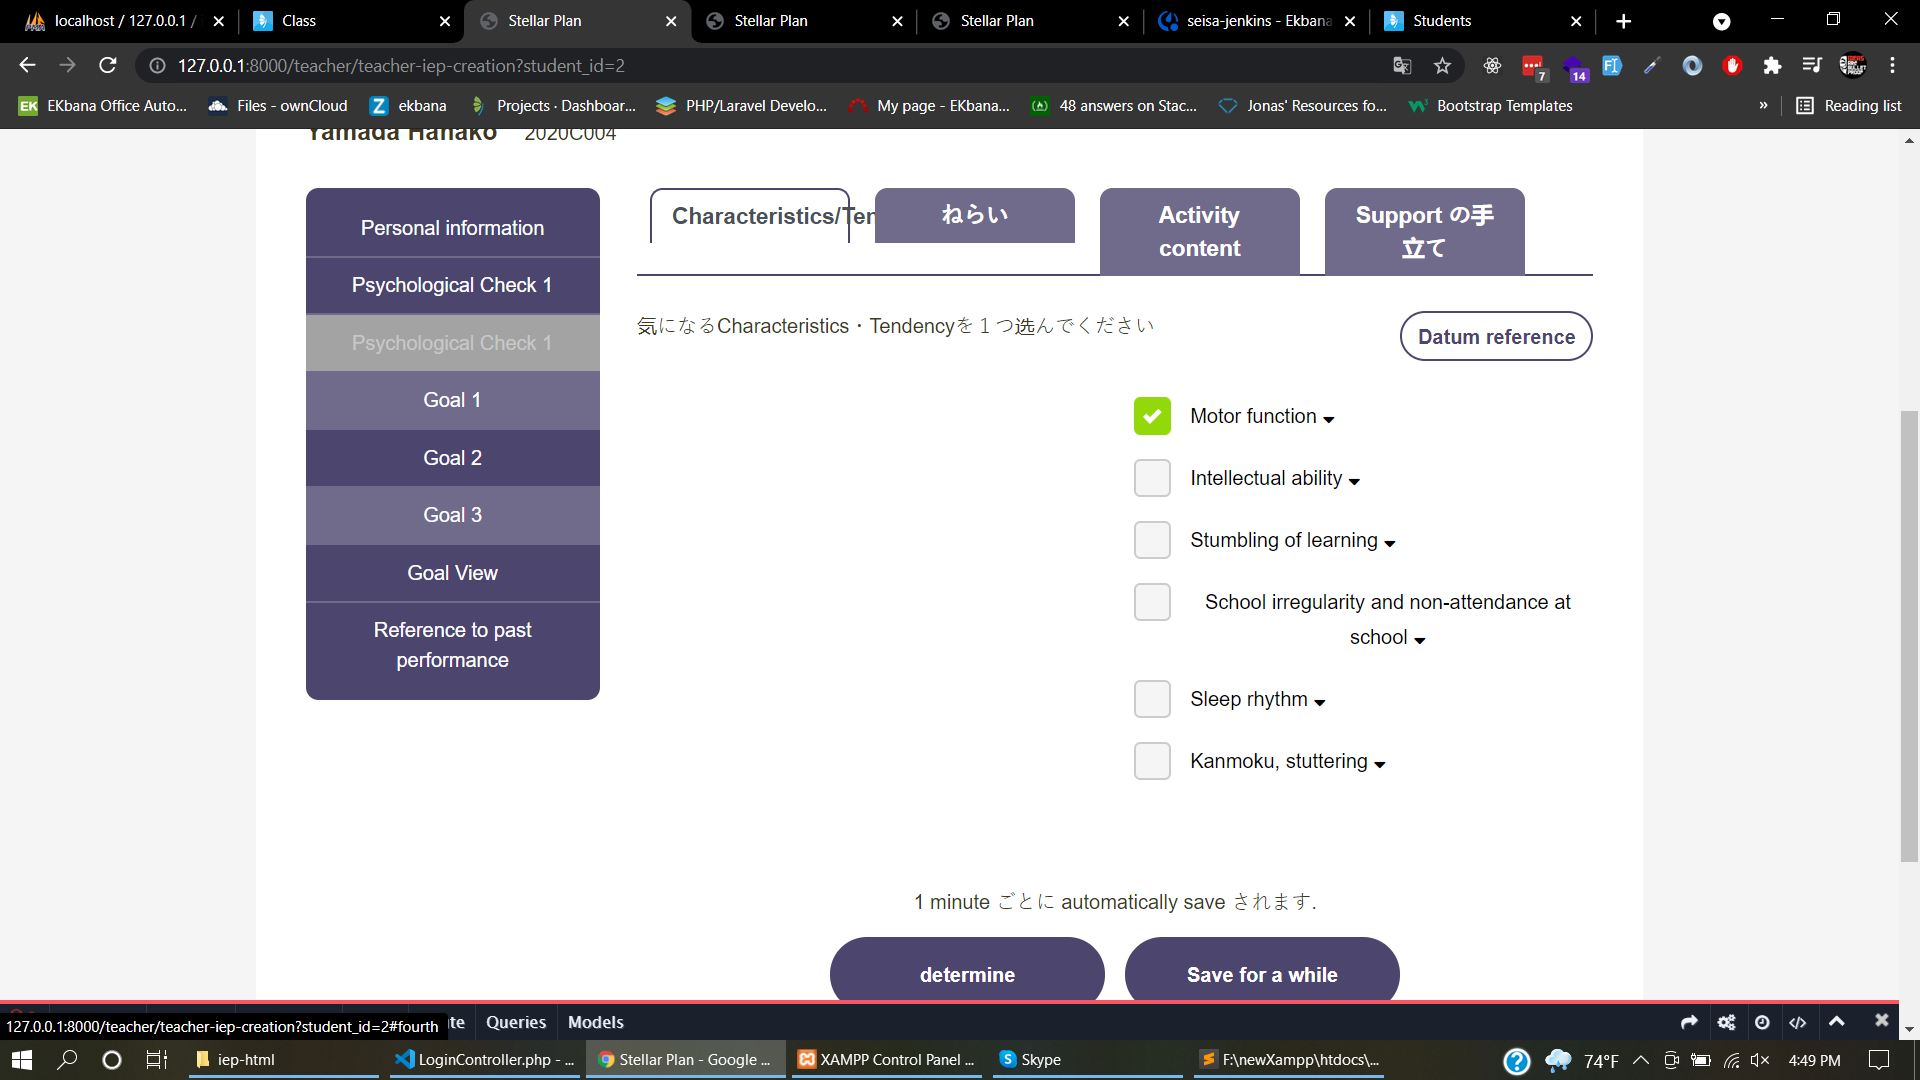 localhost / 127.0.0.1 /
Class
Stellar Plan
Stellar Plan
Stellar Plan
seisa-jenkins - Ekbana
Students
127.0.0.1:8000/teacher/teacher-iep-creation?student_id=2
7
14
EK EKbana Office Auto...
Files - ownCloud
Z ekbana
Projects · Dashboar...
PHP/Laravel Develo...
My page - EKbana...
48 answers on Stac...
Jonas' Resources fo...
Bootstrap Templates
»
Reading list
Yamada Hanako 2020C004
Personal information
Psychological Check 1
Psychological Check 1
Goal 1
Goal 2
Goal 3
Goal View
Reference to past
performance
Characteristics/Ten
ねらい
Activity
content
Support の手
立て
気になるCharacteristics・Tendencyを１つ选んでください
Datum reference
Motor function
Intellectual ability
Stumbling of learning
School irregularity and non-attendance at
school
Sleep rhythm
Kanmoku, stuttering
1 minute ごとに automatically save されます.
determine
Save for a while
127.0.0.1:8000/teacher/teacher-iep-creation?student_id=2#fourth
te
Queries
Models
iep-html
LoginController.php - ...
Stellar Plan - Google ...
XAMPP Control Panel ...
Skype
F:\newXampp\htdocs\...
74°F
4:49 PM